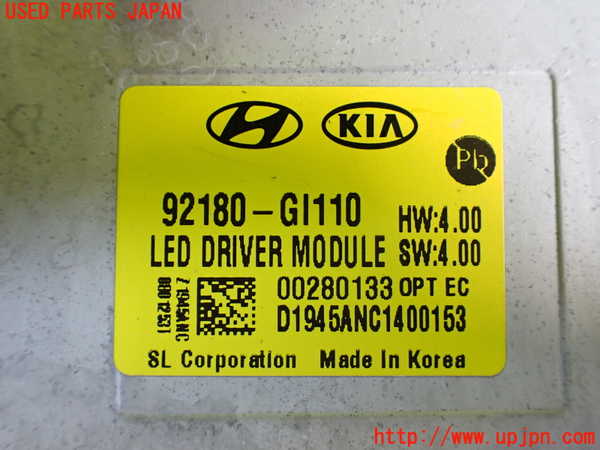 USED PARTS JAPAN
KIA
Pb
92180-GI110 HW:4.00
LED DRIVER MODULE SW:4.00
00280133 OPT EC
D1945ANC1400153
SL Corporation Made In Korea
http://www.upjpn.com/